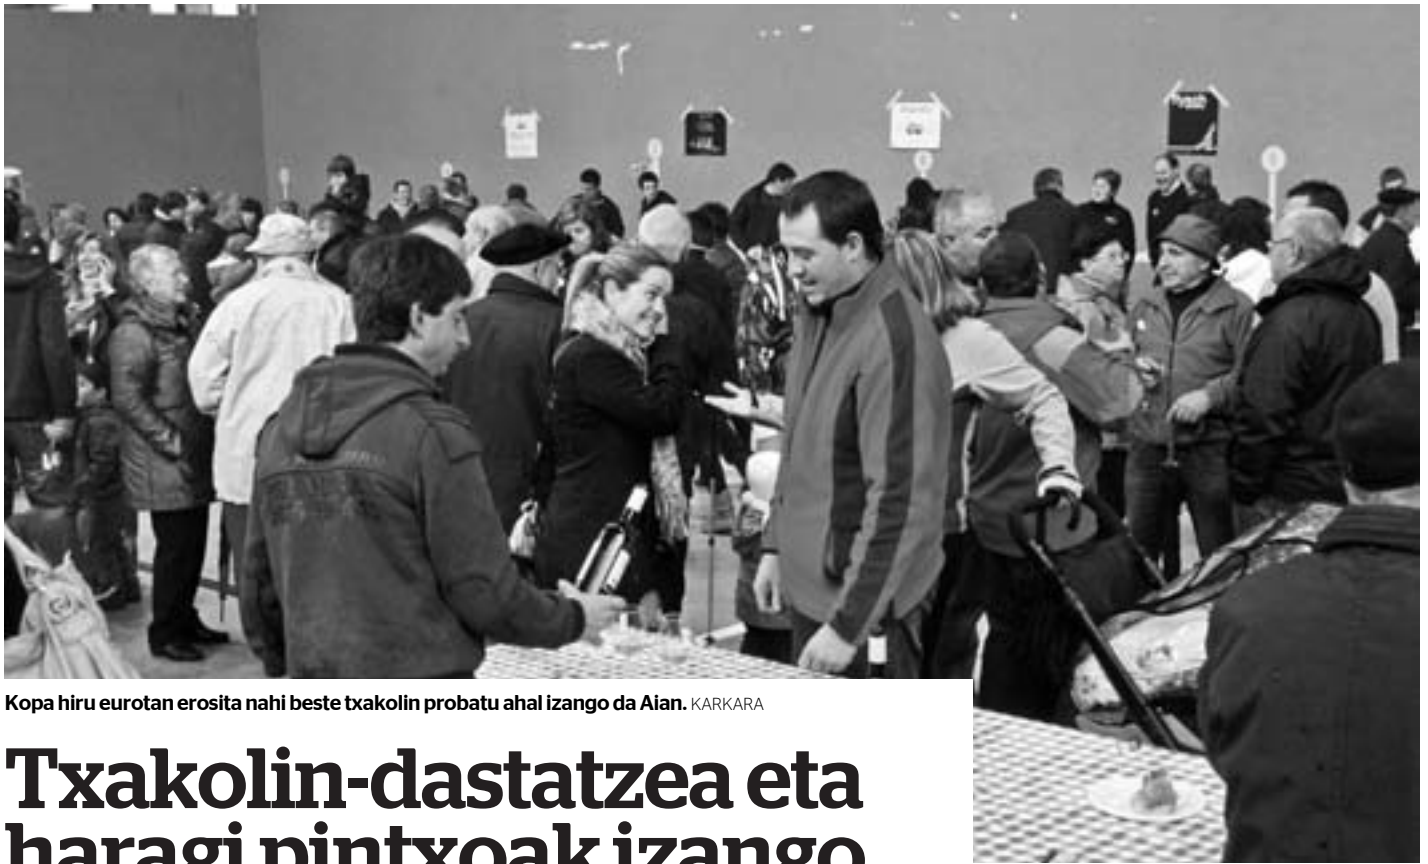 Kopa hiru eurotan erosita nahi beste txakolin probatu ahal izango da Aian. KARKARA
Txakolin-dastatzea eta
haragi pintxoak izango